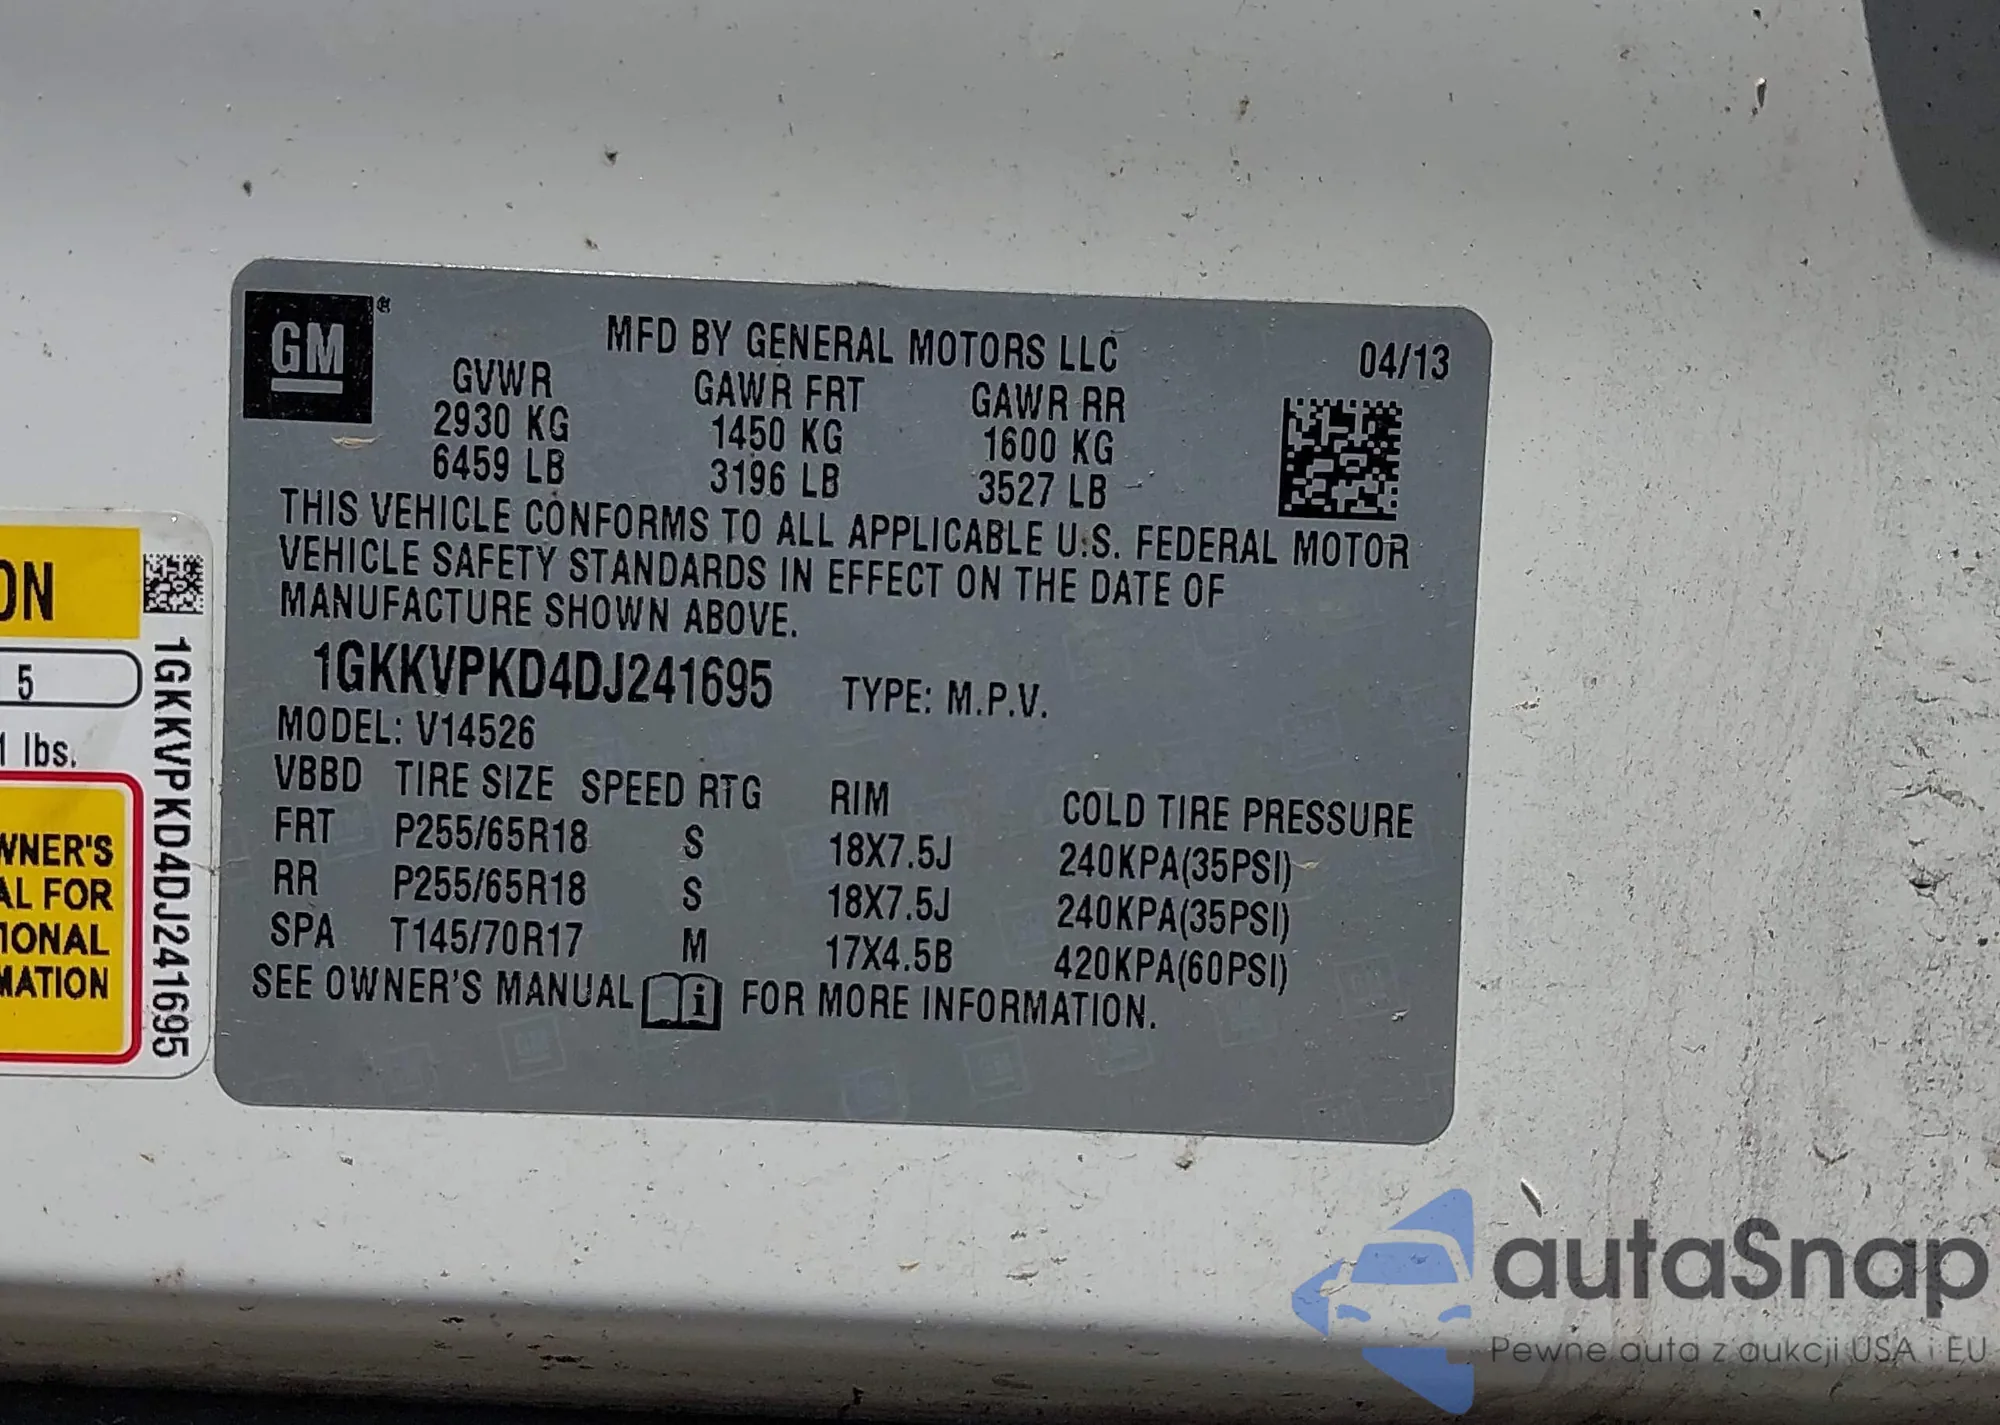 GM ®
MFD BY GENERAL MOTORS LLC
04/13
GVWR GAWR FRT GAWR RR
2930 KG 1450 KG 1600 KG
6459 LB 3196 LB 3527 LB
THIS VEHICLE CONFORMS TO ALL APPLICABLE U.S. FEDERAL MOTOR
VEHICLE SAFETY STANDARDS IN EFFECT ON THE DATE OF
MANUFACTURE SHOWN ABOVE.
1GKKVPKD4DJ241695 TYPE: M.P.V.
MODEL: V14526
VBBD TIRE SIZE SPEED RTG RIM COLD TIRE PRESSURE
FRT P255/65R18 S 18X7.5J 240KPA(35PSI)
RR P255/65R18 S 18X7.5J 240KPA(35PSI)
SPA T145/70R17 M 17X4.5B 420KPA(60PSI)
SEE OWNER'S MANUAL i FOR MORE INFORMATION.
ON
5
lbs.
WNER'S
AL FOR
IONAL
MATION
1GKKVPKD4DJ241695
autaSnap
Pewne auta z aukcji USA i EU